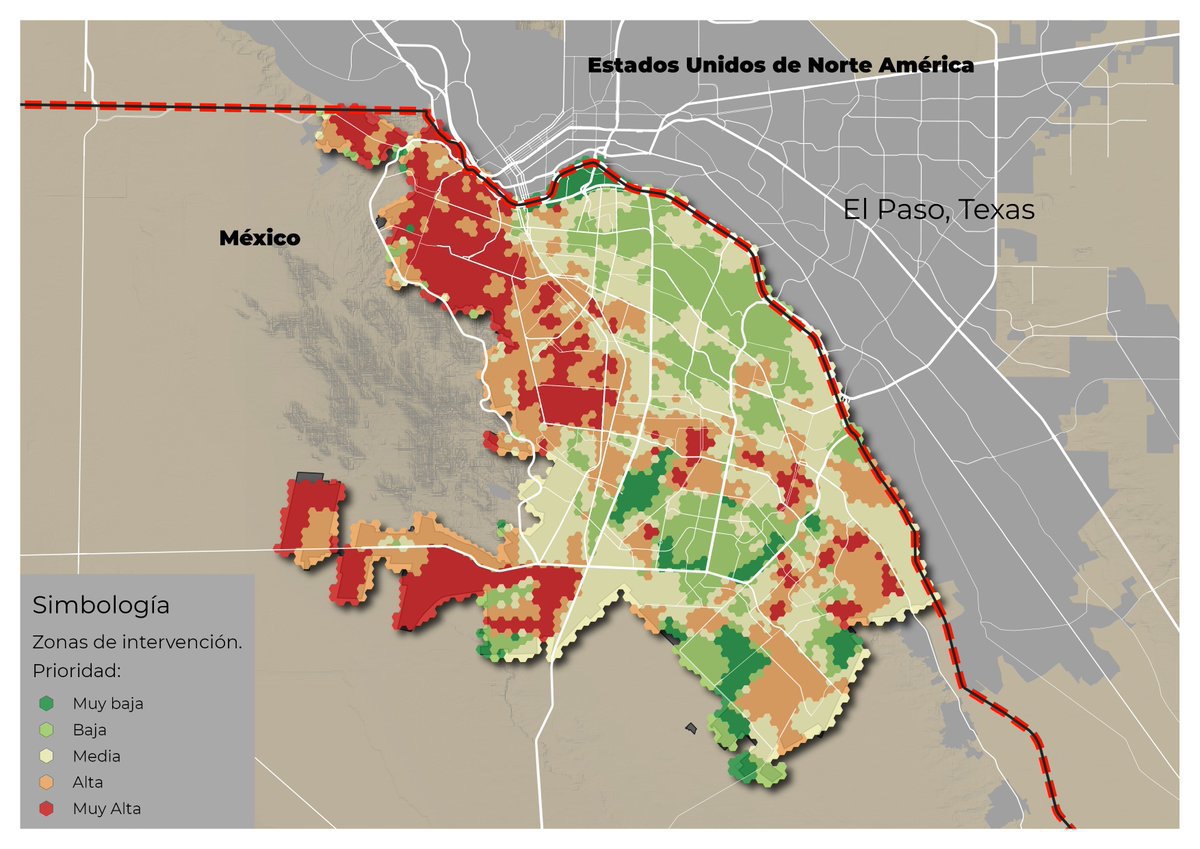 Estados Unidos de Norte América
El Paso, Texas
México
Simbología
Zonas de intervención.
Prioridad:
Muy baja
Baja
Media
Alta
Muy Alta